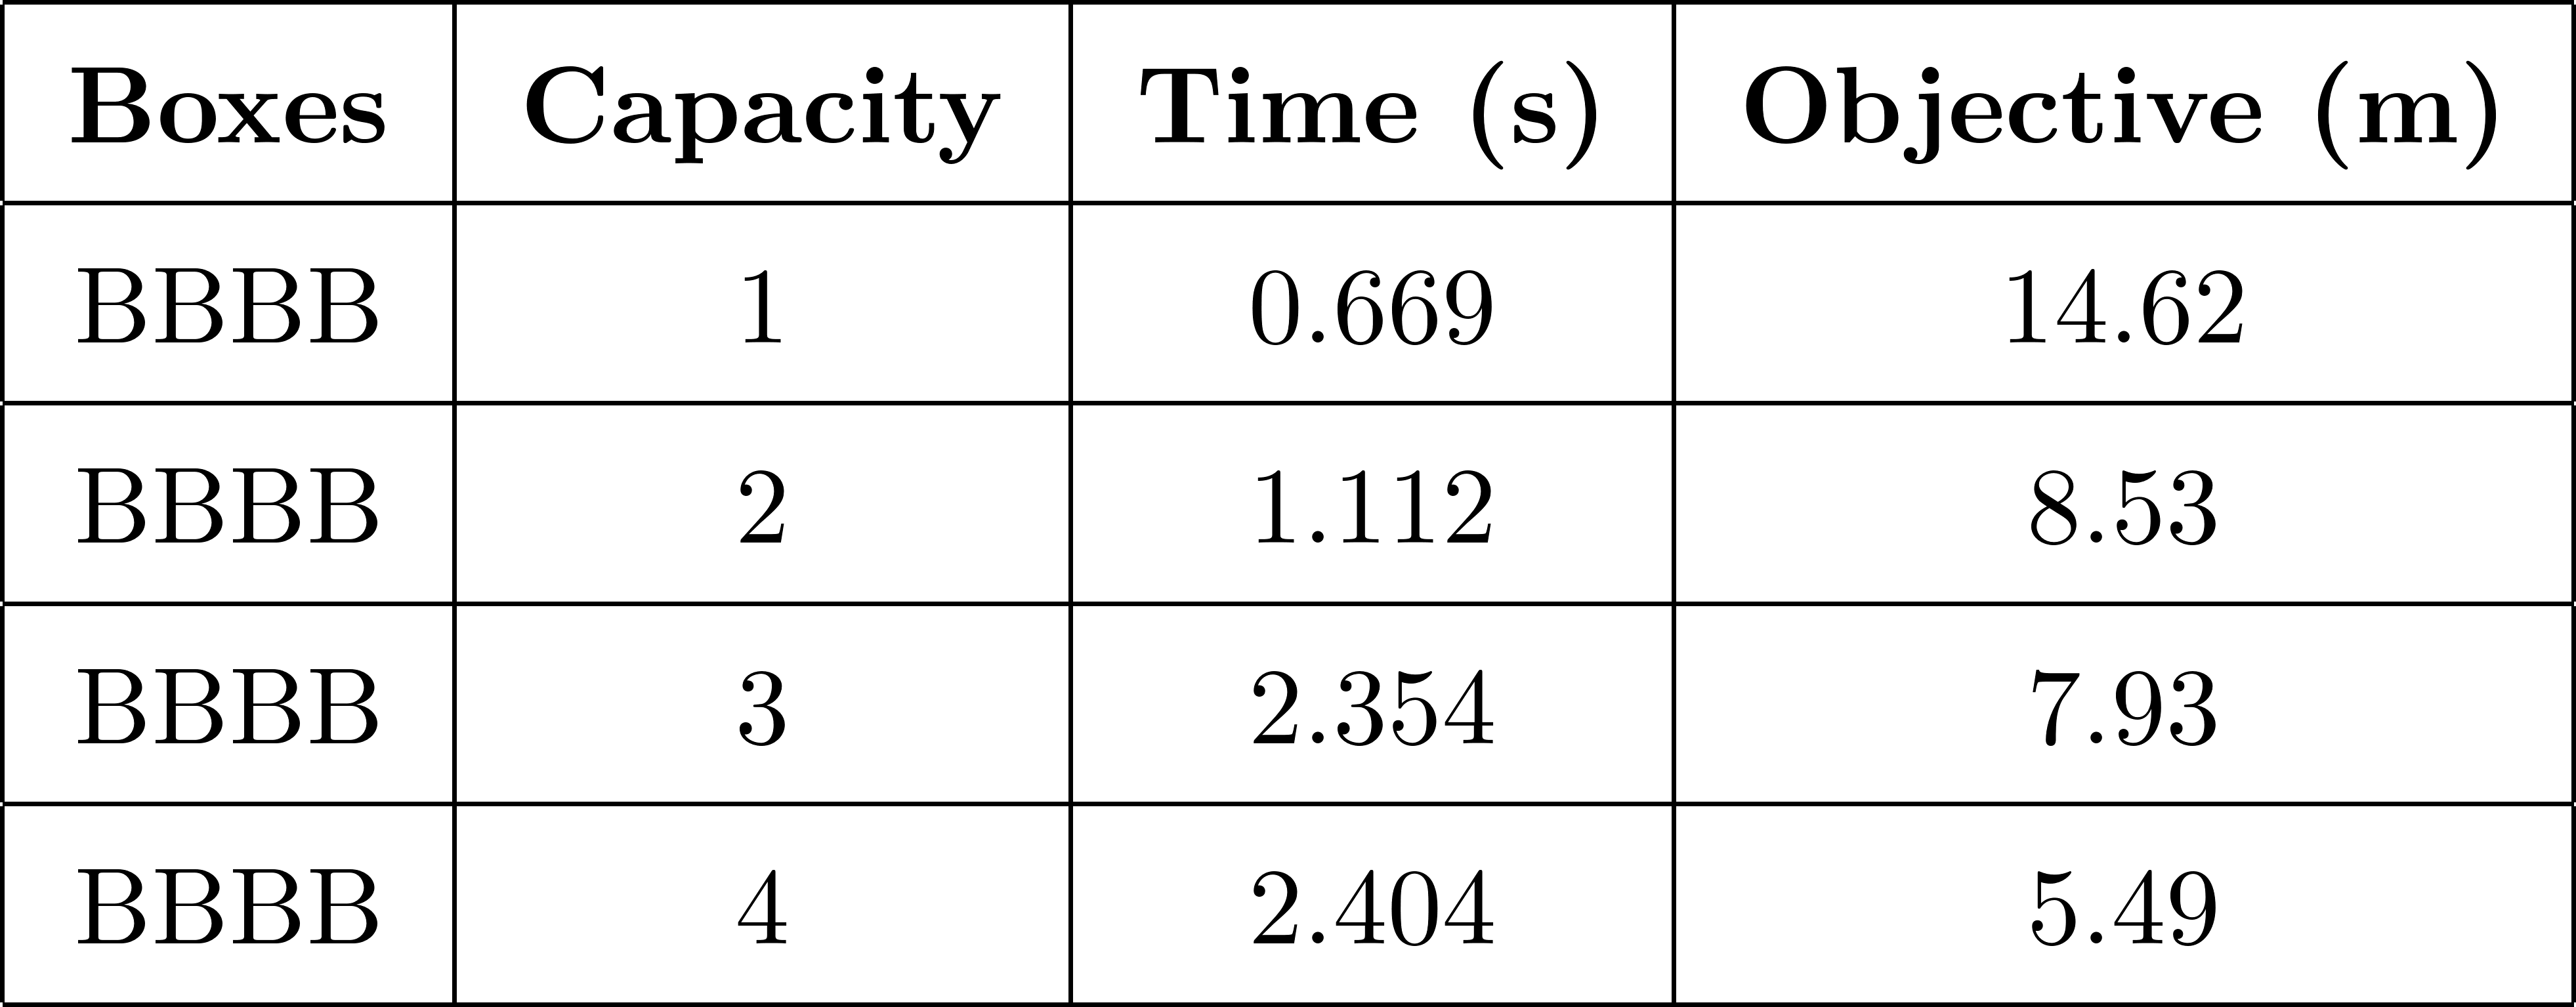 Boxes Capacity Time (s) Objective (m)
BBBB 1 0.669 14.62
BBBB 2 1.112 8.53
BBBB 3 2.354 7.93
BBBB 4 2.404 5.49